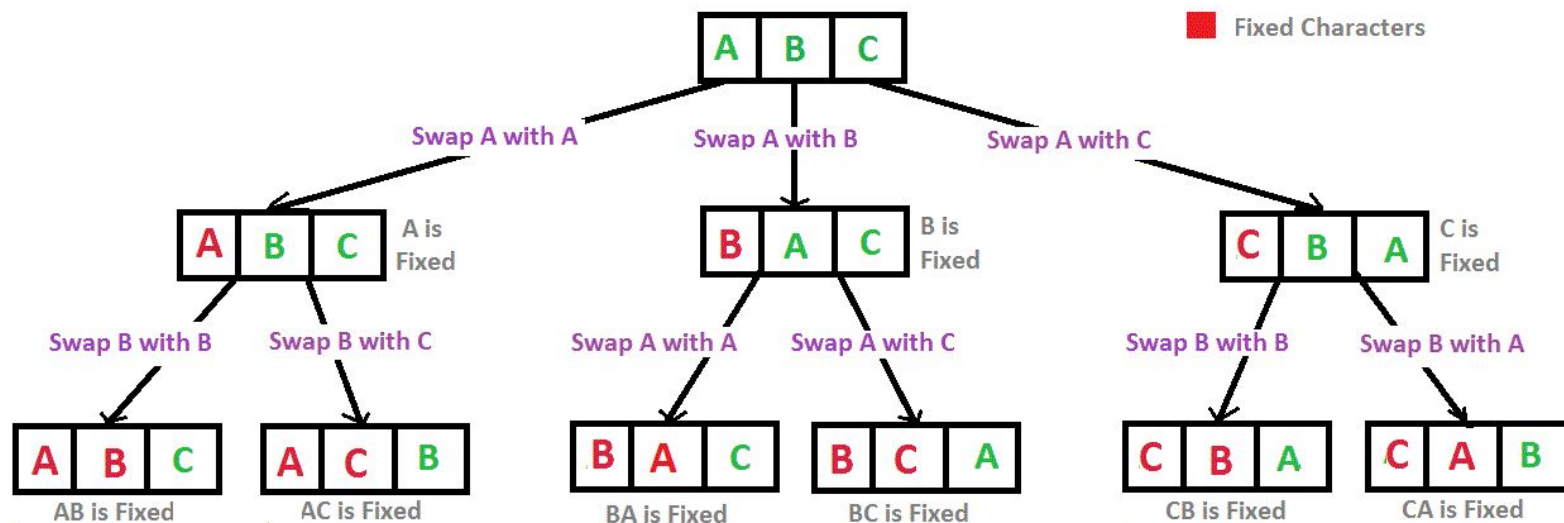 A B C
Fixed Characters
Swap A with A
Swap A with B
Swap A with C
A B C
A is
Fixed
B A C
B is
Fixed
C B A
C is
Fixed
Swap B with B
Swap B with C
Swap A with A
Swap A with C
Swap B with B
Swap B with A
A B C
A C B
B A C
B C A
C B A
C A B
AB is Fixed
AC is Fixed
BA is Fixed
BC is Fixed
CB is Fixed
CA is Fixed